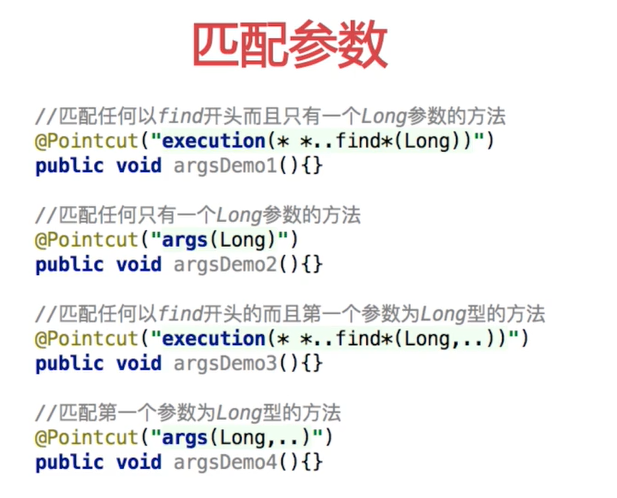 匹配参数
//匹配任何以find开头而且只有一个Long参数的方法
@Pointcut("execution(* *..find*(Long))")
public void argsDemo1(){}
//匹配任何只有一个Long参数的方法
@Pointcut("args(Long)")
public void argsDemo2(){}
//匹配任何以find开头的而且第一个参数为Long型的方法
@Pointcut("execution(* *..find*(Long,..))")
public void argsDemo3(){}
//匹配第一个参数为Long型的方法
@Pointcut("args(Long,..)")
public void argsDemo4(){}